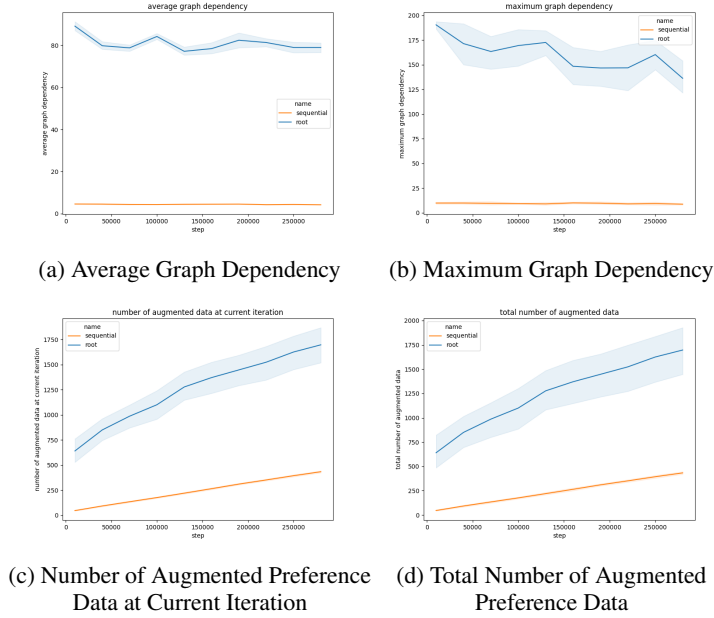 average graph dependency
average graph dependency
80
60
40
20
0
name
sequential
root
0 50000 100000 150000 200000 250000
step
(a) Average Graph Dependency
maximum graph dependency
maximum graph dependency
200
175
150
125
100
75
50
25
0
name
sequential
root
0 50000 100000 150000 200000 250000
step
(b) Maximum Graph Dependency
number of augmented data at current iteration
number of augmented data at current iteration
1750
1500
1250
1000
750
500
250
0
name
sequential
root
0 50000 100000 150000 200000 250000
step
(c) Number of Augmented Preference
Data at Current Iteration
total number of augmented data
total number of augmented data
2000
1750
1500
1250
1000
750
500
250
0
name
sequential
root
0 50000 100000 150000 200000 250000
step
(d) Total Number of Augmented
Preference Data